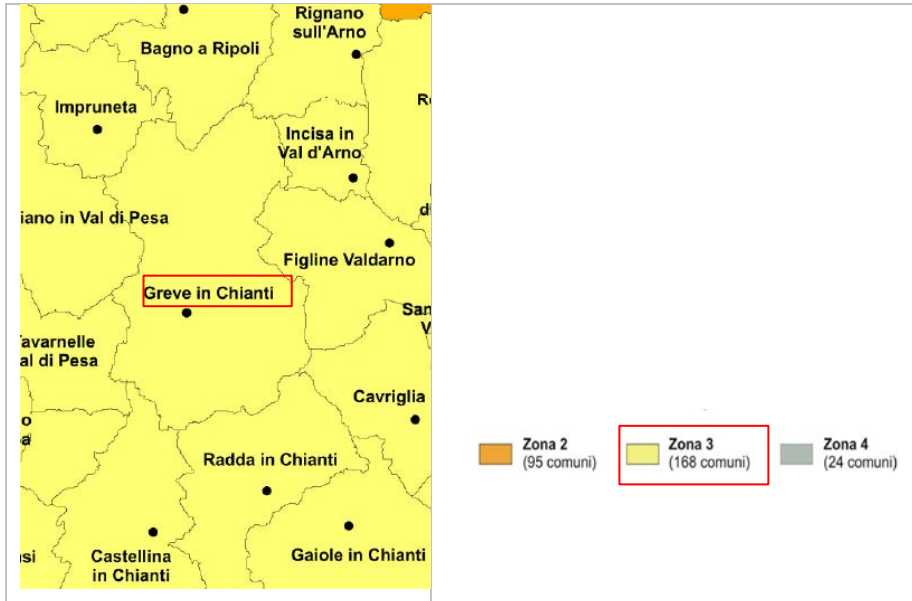 Rignano
sull'Arno
Bagno a Ripoli
Impruneta
Incisa in
Val d'Arno
iano in Val di Pesa
Figline Valdarno
Greve in Chianti
San
V
avarnelle
al di Pesa
Cavriglia
o
a
Radda in Chianti
Castellina
in Chianti
Gaiole in Chianti
si
Zona 2
(95 comuni)
Zona 3
(168 comuni)
Zona 4
(24 comuni)